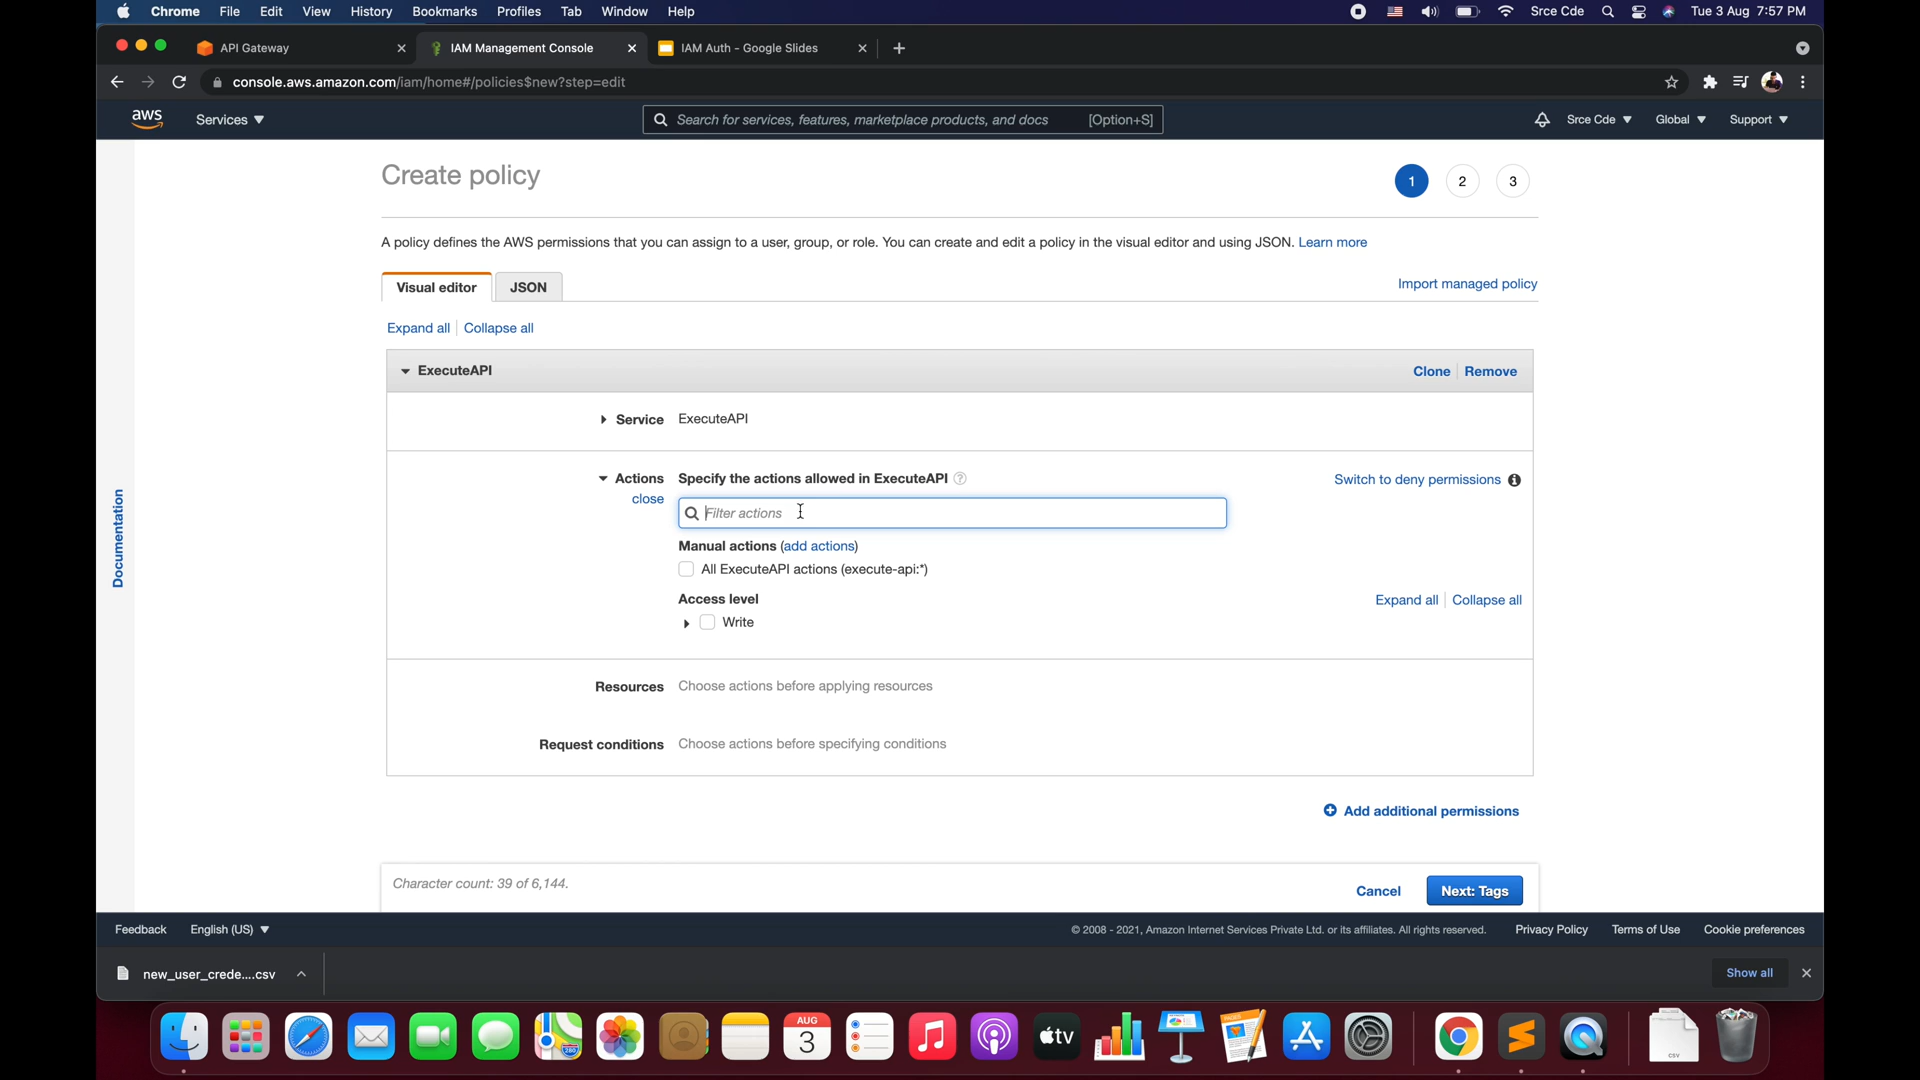 Chrome File Edit View History Bookmarks Profiles Tab Window Help Srce Cde Tue 3 Aug 7:57 PM
API Gateway IAM Management Console IAM Auth - Google Slides
console.aws.amazon.com/iam/home#/policies$new?step=edit
aws Services Search for services, features, marketplace products, and docs [Option+S] Srce Cde Global Support
Create policy 1 2 3
A policy defines the AWS permissions that you can assign to a user, group, or role. You can create and edit a policy in the visual editor and using JSON. Learn more
Visual editor JSON Import managed policy
Expand all Collapse all
ExecuteAPI Clone Remove
Service ExecuteAPI
Actions Specify the actions allowed in ExecuteAPI ? Switch to deny permissions
close Filter actions
Manual actions (add actions)
All ExecuteAPI actions (execute-api:*)
Access level Expand all Collapse all
Write
Resources Choose actions before applying resources
Request conditions Choose actions before specifying conditions
Add additional permissions
Character count: 39 of 6,144.
Cancel Next: Tags
Documentation
Feedback English (US) © 2008 - 2021, Amazon Internet Services Private Ltd. or its affiliates. All rights reserved. Privacy Policy Terms of Use Cookie preferences
new_user_crede....csv Show all
AUG
3
280
tv
CSV